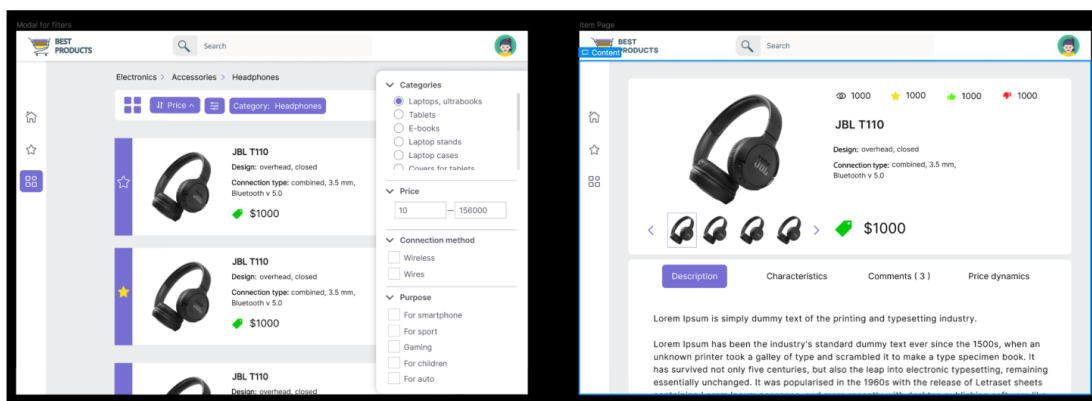 Modal for filters
BEST
PRODUCTS
Search
Electronics > Accessories > Headphones
Price
Category: Headphones
JBL T110
Design: overhead, closed
Connection type: combined, 3.5 mm,
Bluetooth v 5.0
$1000
JBL T110
Design: overhead, closed
Connection type: combined, 3.5 mm,
Bluetooth v 5.0
$1000
JBL T110
Design: overhead, closed
Categories
Laptops, ultrabooks
Tablets
E-books
Laptop stands
Laptop cases
Covers for tablets
Price
10 — 156000
Connection method
Wireless
Wires
Purpose
For smartphone
For sport
Gaming
For children
For auto
Item Page
BEST
PRODUCTS
Content
Search
1000 1000 1000 1000
JBL T110
Design: overhead, closed
Connection type: combined, 3.5 mm,
Bluetooth v 5.0
JBL
< > $1000
Description Characteristics Comments ( 3 ) Price dynamics
Lorem Ipsum is simply dummy text of the printing and typesetting industry.
Lorem Ipsum has been the industry's standard dummy text ever since the 1500s, when an
unknown printer took a galley of type and scrambled it to make a type specimen book. It
has survived not only five centuries, but also the leap into electronic typesetting, remaining
essentially unchanged. It was popularised in the 1960s with the release of Letraset sheets